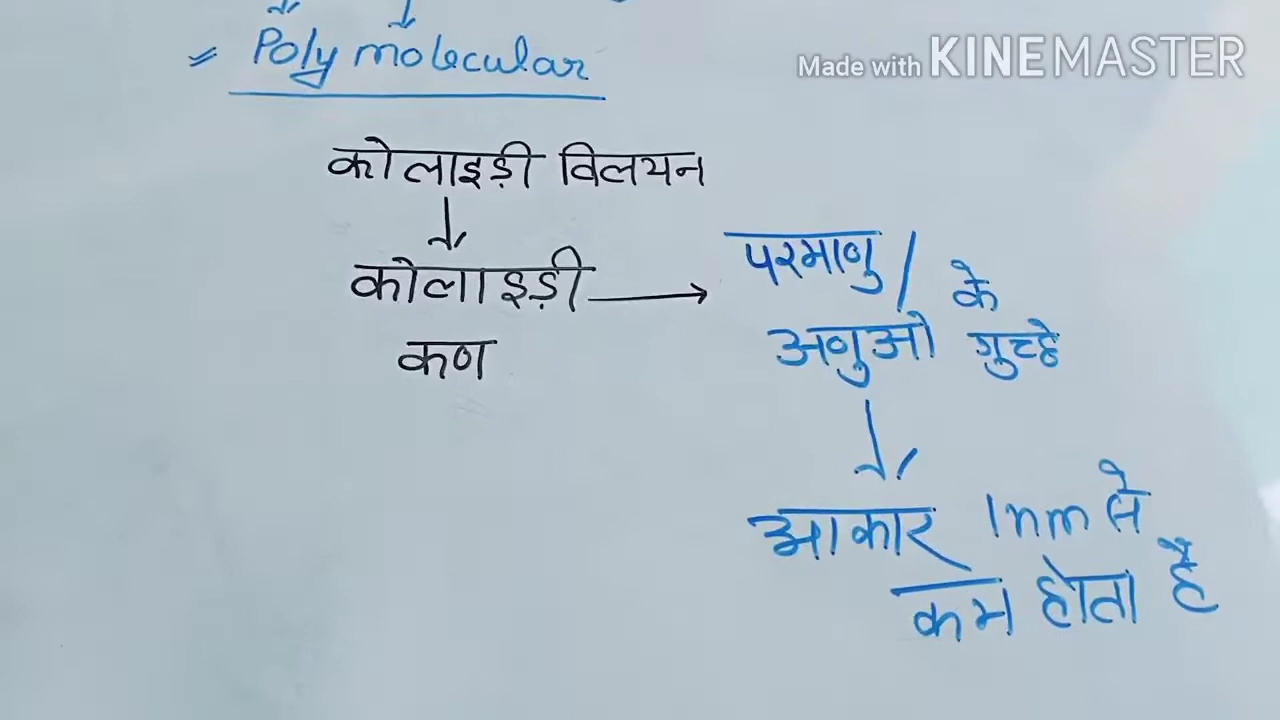 Made with KINEMASTER
Poly molecular
कोलाइड़ी विलयन
कोलाइड़ी
कण
परमाणु /
अणुओ के
गुच्छे
आकार 1nm से
कम होता है